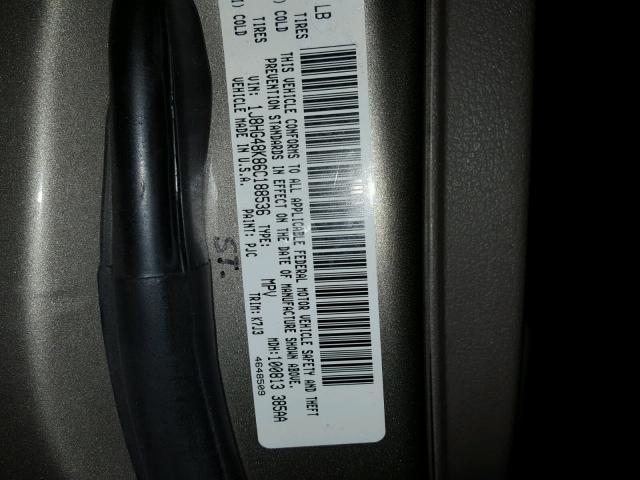 LB
TIRES
COLD
TIRES
COLD
THIS VEHICLE CONFORMS TO ALL APPLICABLE FEDERAL MOTOR VEHICLE SAFETY AND THEFT
PREVENTION STANDARDS IN EFFECT ON THE DATE OF MANUFACTURE SHOWN ABOVE.
VIN: 1J8HG48K86C188536 TYPE: MPV MDH:100813 385AA
VEHICLE MADE IN U.S.A. PAINT: PJC TRIM: K7J3 4648509
ST.